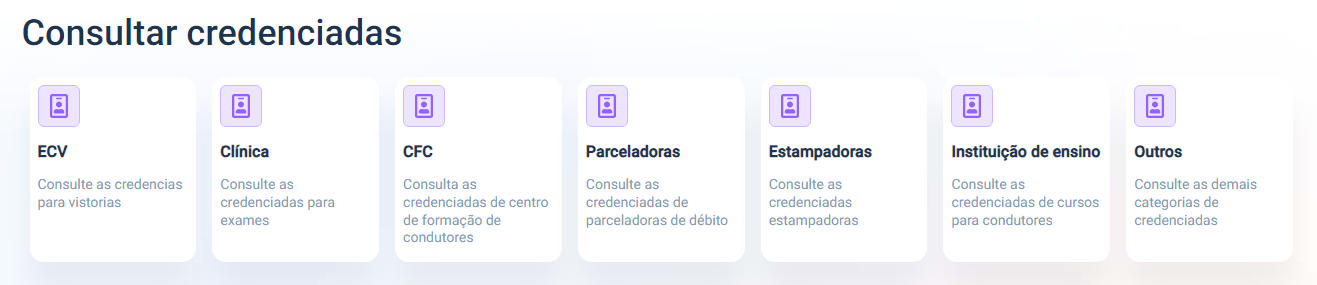 Consultar credenciadas
ECV
Consulte as credencias
para vistorias
Clínica
Consulte as
credenciadas para
exames
CFC
Consulta as
credenciadas de centro
de formação de
condutores
Parceladoras
Consulte as
credenciadas de
parceladoras de débito
Estampadoras
Consulte as
credenciadas
estampadoras
Instituição de ensino
Consulte as
credenciadas de cursos
para condutores
Outros
Consulte as demais
categorias de
credenciadas